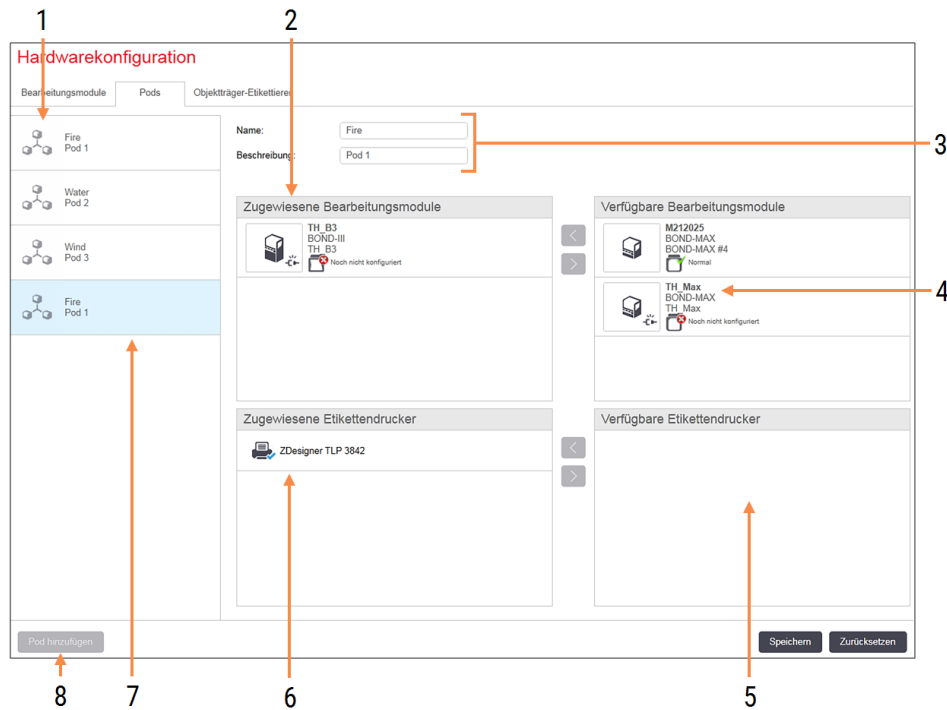 1
2
Hardwarekonfiguration
Bearbeitungsmodule
Pods
Objektträger-Etikettierer
Fire
Pod 1
Water
Pod 2
Wind
Pod 3
Fire
Pod 1
Name:
Fire
Beschreibung:
Pod 1
3
Zugewiesene Bearbeitungsmodule
TH_B3
BOND-III
TH_B3
Noch nicht konfiguriert
<
>
Verfügbare Bearbeitungsmodule
M212025
BOND-MAX
BOND-MAX #4
Normal
TH_Max
BOND-MAX
TH_Max
Noch nicht konfiguriert
4
Zugewiesene Etikettendrucker
ZDesigner TLP 3842
<
>
Verfügbare Etikettendrucker
Pod hinzufügen
Speichern
Zurücksetzen
8
7
6
5